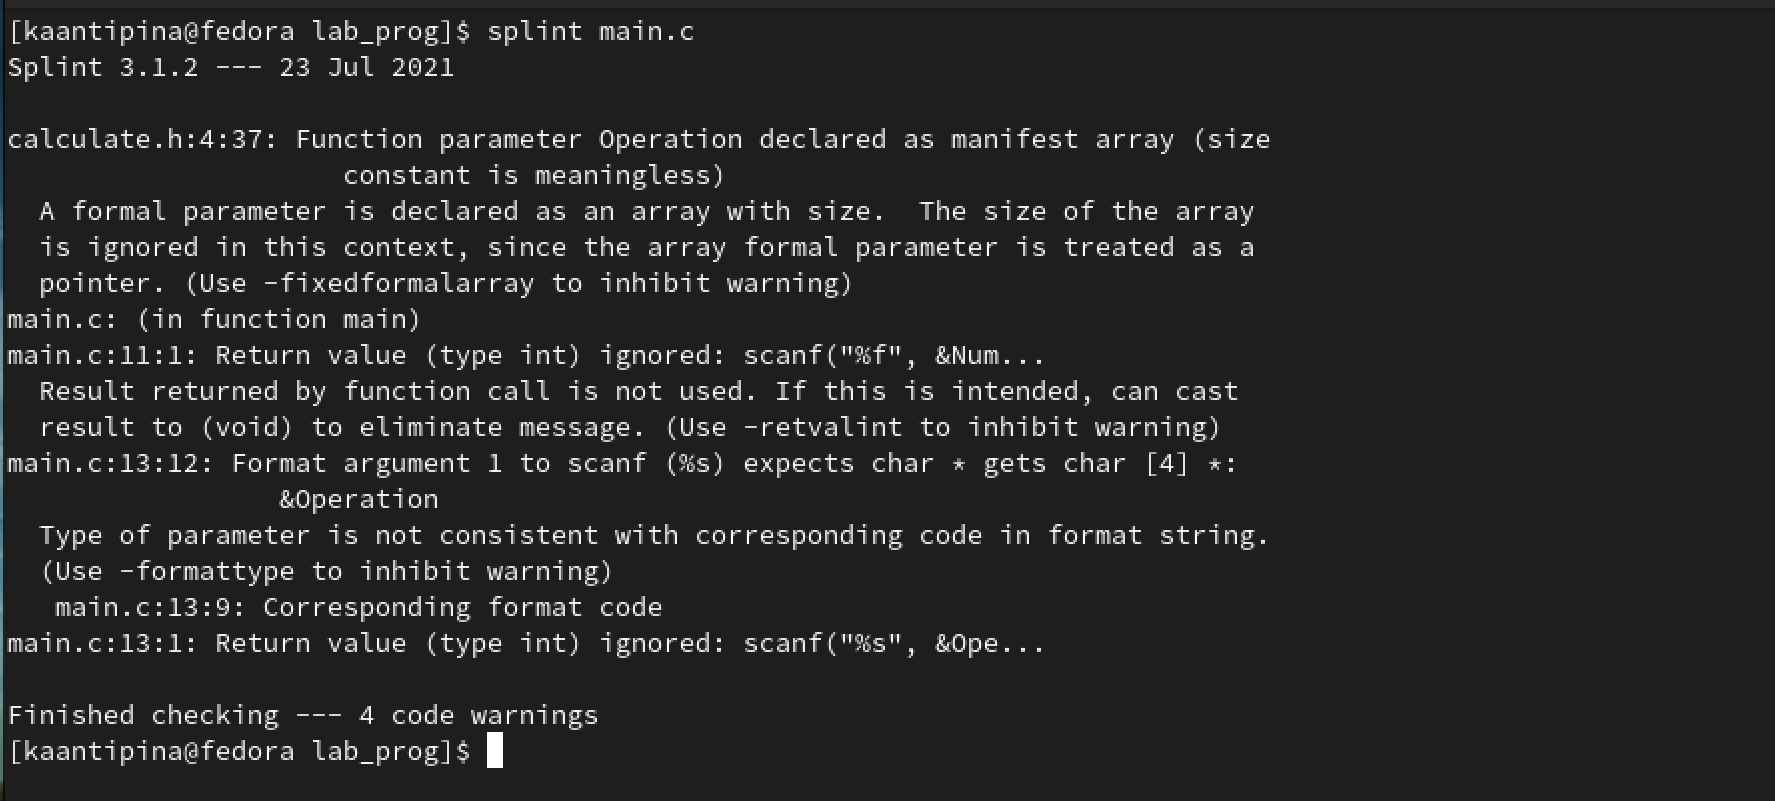 [kaantipina@fedora lab_prog]$ splint main.c
Splint 3.1.2 --- 23 Jul 2021
calculate.h:4:37: Function parameter Operation declared as manifest array (size
constant is meaningless)
A formal parameter is declared as an array with size.  The size of the array
is ignored in this context, since the array formal parameter is treated as a
pointer. (Use -fixedformalarray to inhibit warning)
main.c: (in function main)
main.c:11:1: Return value (type int) ignored: scanf("%f", &Num...
Result returned by function call is not used. If this is intended, can cast
result to (void) to eliminate message. (Use -retvalint to inhibit warning)
main.c:13:12: Format argument 1 to scanf (%s) expects char * gets char [4] *:
&Operation
Type of parameter is not consistent with corresponding code in format string.
(Use -formattype to inhibit warning)
main.c:13:9: Corresponding format code
main.c:13:1: Return value (type int) ignored: scanf("%s", &Ope...
Finished checking --- 4 code warnings
[kaantipina@fedora lab_prog]$